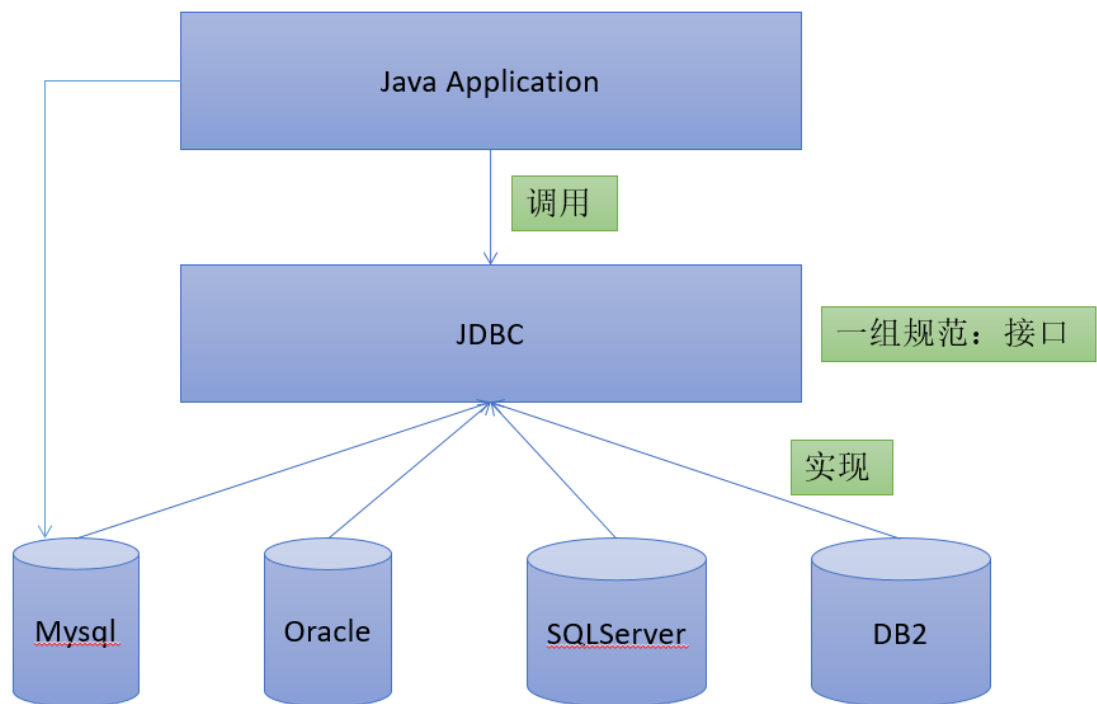 Java Application
调用
JDBC
一组规范：接口
实现
Mysql
Oracle
SQLServer
DB2